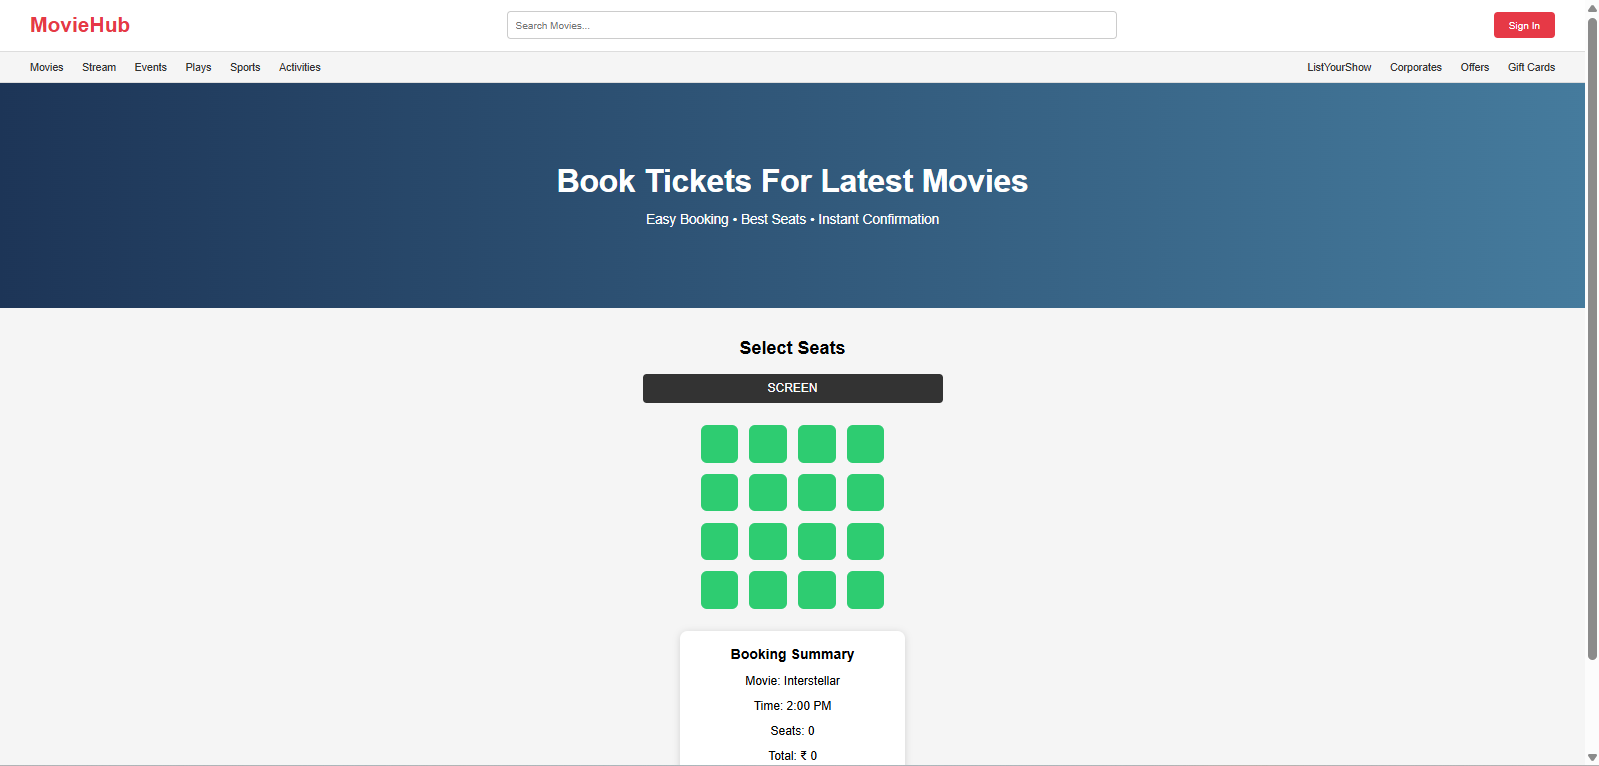 MovieHub
Search Movies...
Sign In
Movies Stream Events Plays Sports Activities
ListYourShow Corporates Offers Gift Cards
Book Tickets For Latest Movies
Easy Booking • Best Seats • Instant Confirmation
Select Seats
SCREEN
Booking Summary
Movie: Interstellar
Time: 2:00 PM
Seats: 0
Total: ₹ 0